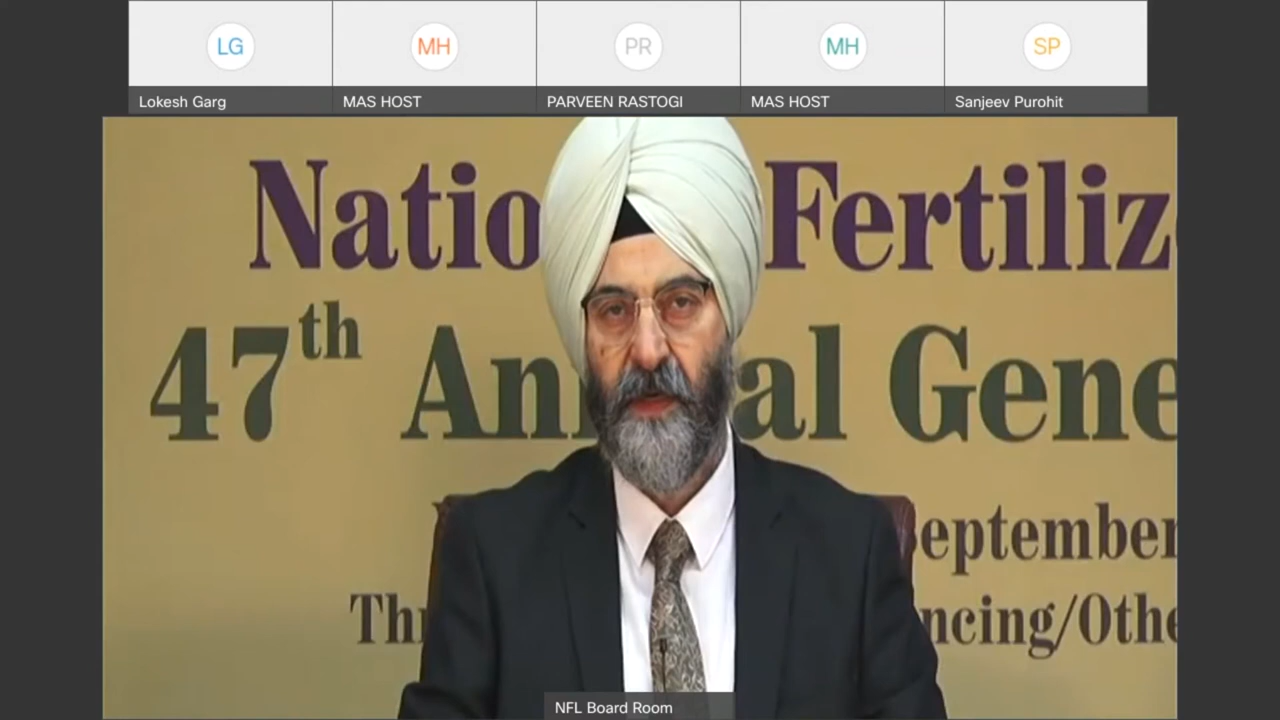 LG
MH
PR
MH
SP
Lokesh Garg
MAS HOST
PARVEEN RASTOGI
MAS HOST
Sanjeev Purohit
Natio Fertiliz
47th An al Gene
eptember
Th ncing/Othe
NFL Board Room